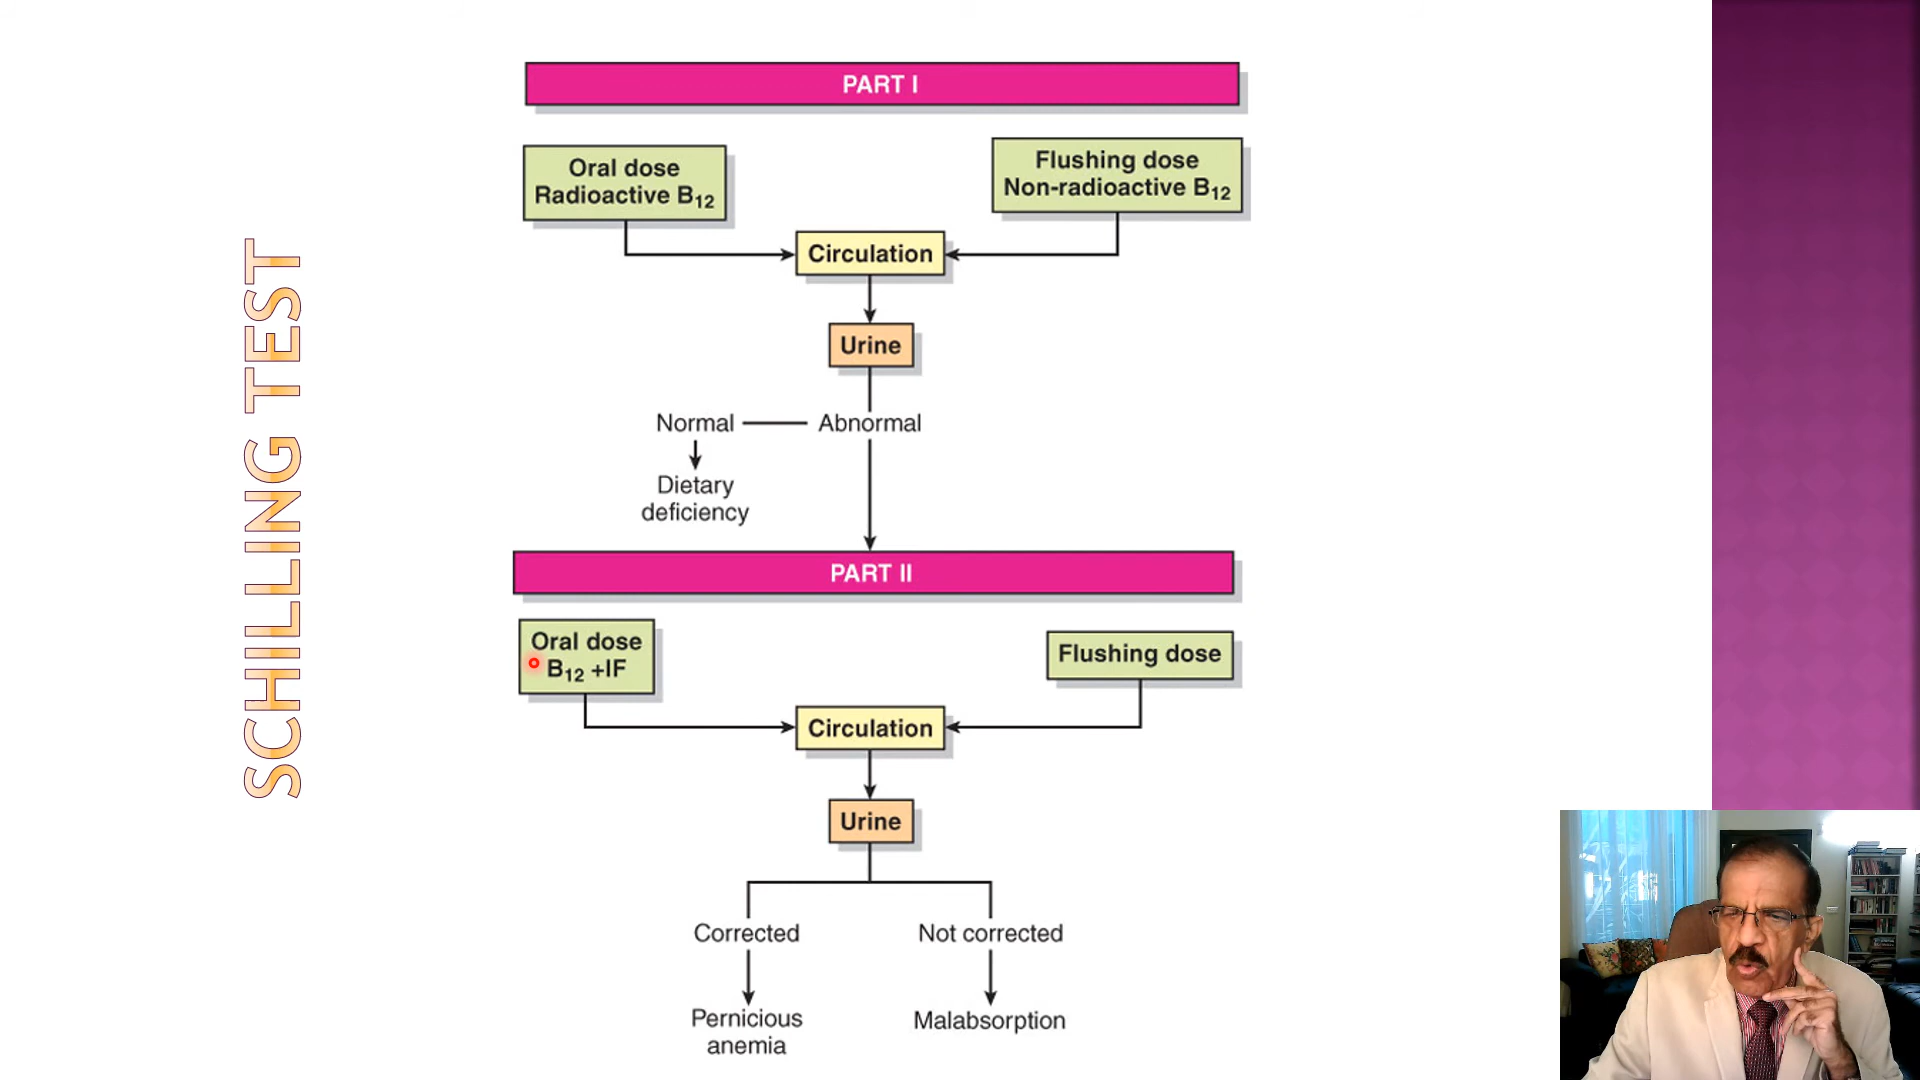 SCHILLING TEST
PART I
Oral dose
Radioactive B12
Flushing dose
Non-radioactive B12
Circulation
Urine
Normal
Abnormal
Dietary
deficiency
PART II
Oral dose
B12 +IF
Flushing dose
Circulation
Urine
Corrected
Not corrected
Pernicious
anemia
Malabsorption